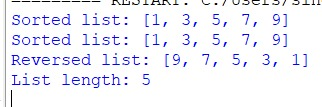 ========= RESTART: C:/Users/
Sorted list: [1, 3, 5, 7, 9]
Sorted list: [1, 3, 5, 7, 9]
Reversed list: [9, 7, 5, 3, 1]
List length: 5